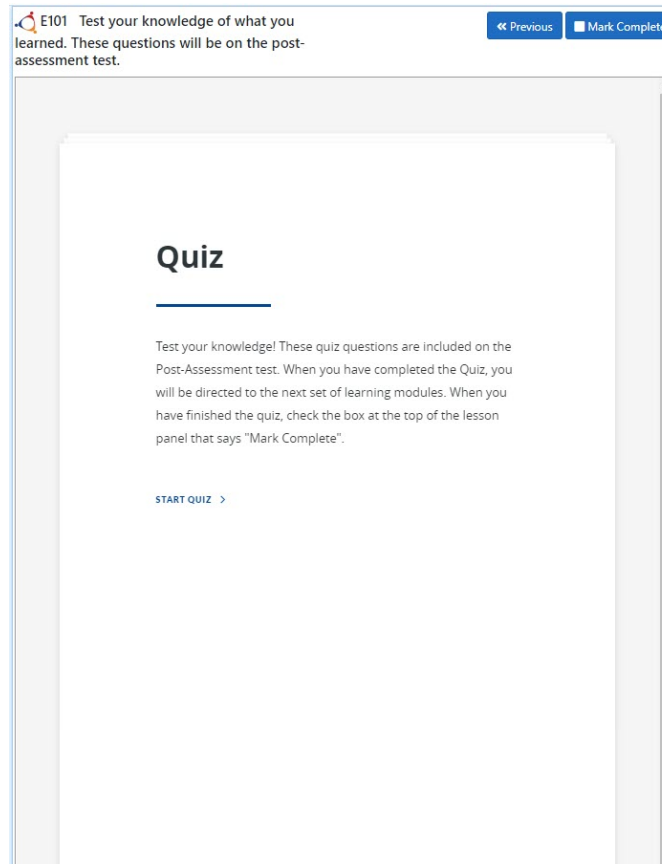 E101 Test your knowledge of what you
learned. These questions will be on the post-
assessment test.
Previous
Mark Complete
Quiz
Test your knowledge! These quiz questions are included on the
Post-Assessment test. When you have completed the Quiz, you
will be directed to the next set of learning modules. When you
have finished the quiz, check the box at the top of the lesson
panel that says "Mark Complete".
START QUIZ